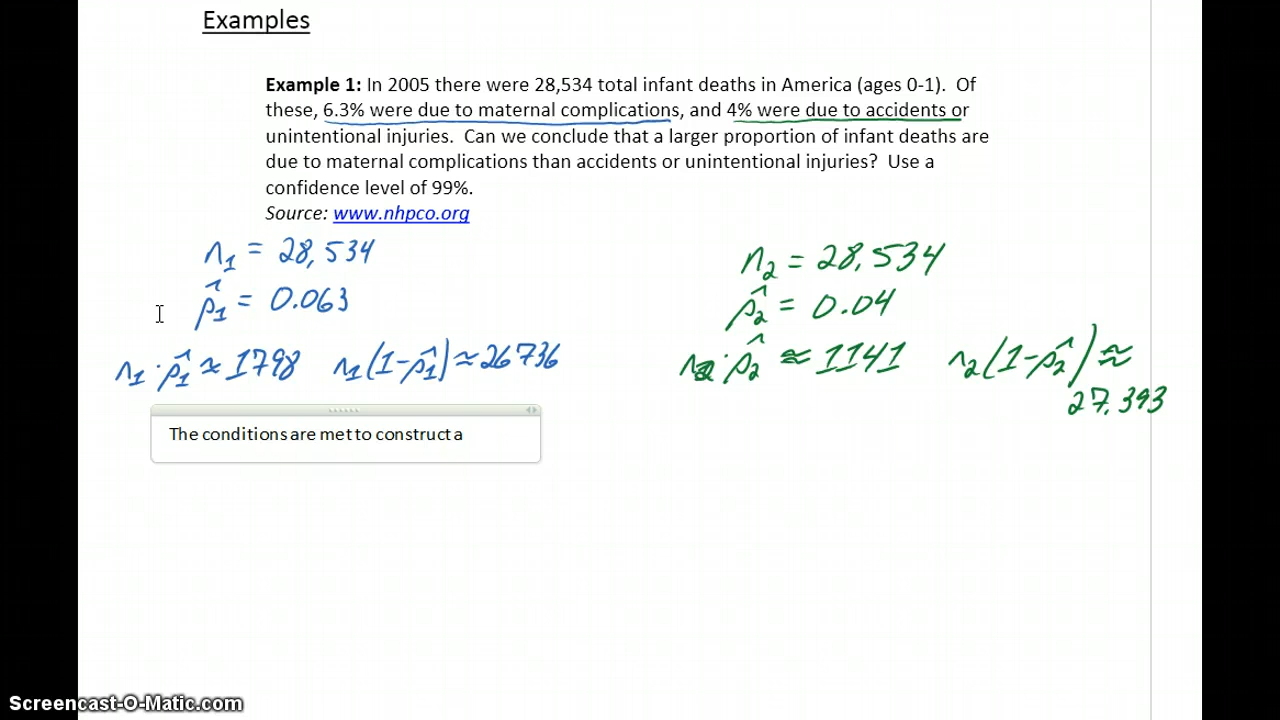 Examples
Example 1: In 2005 there were 28,534 total infant deaths in America (ages 0-1). Of
these, 6.3% were due to maternal complications, and 4% were due to accidents or
unintentional injuries. Can we conclude that a larger proportion of infant deaths are
due to maternal complications than accidents or unintentional injuries? Use a
confidence level of 99%.
Source: www.nhpco.org
n₁ = 28,534
p̂₁ = 0.063
n₁·p̂₁ ≈ 1798 n₁(1-p̂₁) ≈ 26736
n₂ = 28,534
p̂₂ = 0.04
n₂·p̂₂ ≈ 1141 n₂(1-p̂₂) ≈
27,393
The conditions are met to construct a
Screencast-O-Matic.com